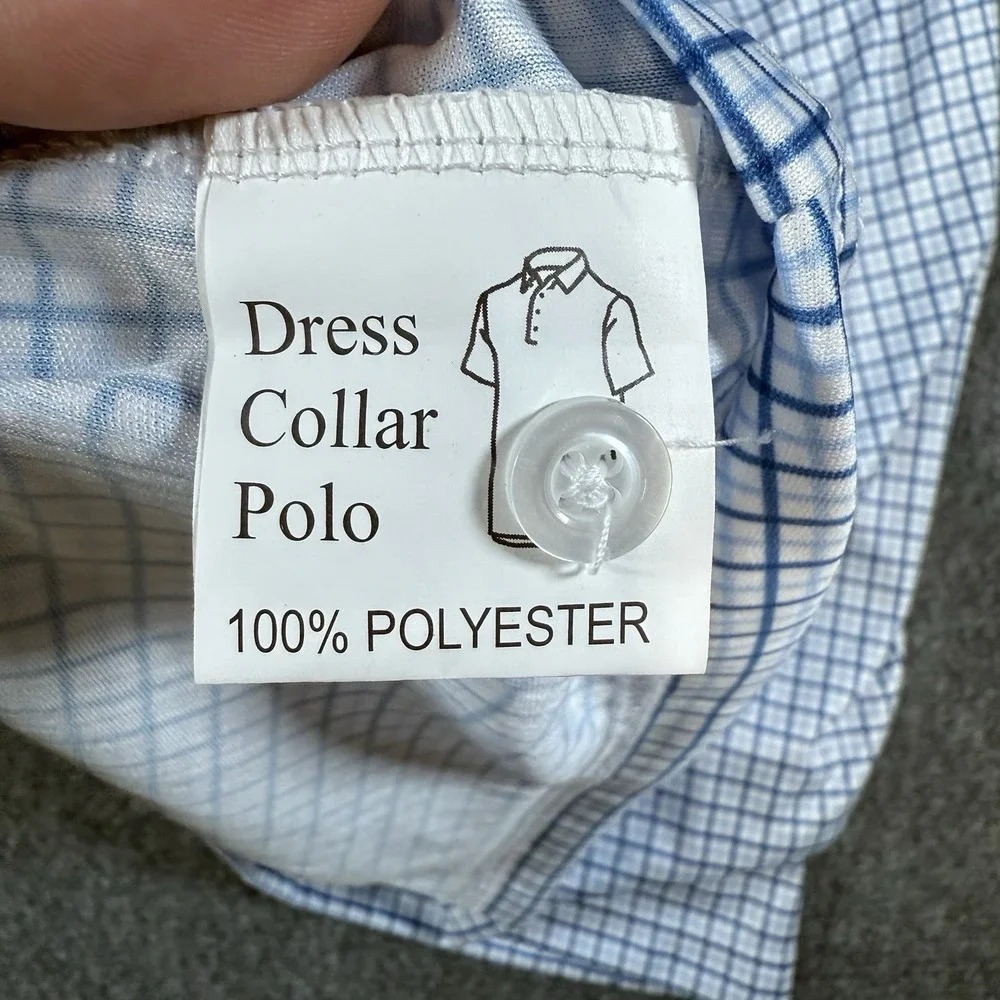 Dress
Collar
Polo
100% POLYESTER